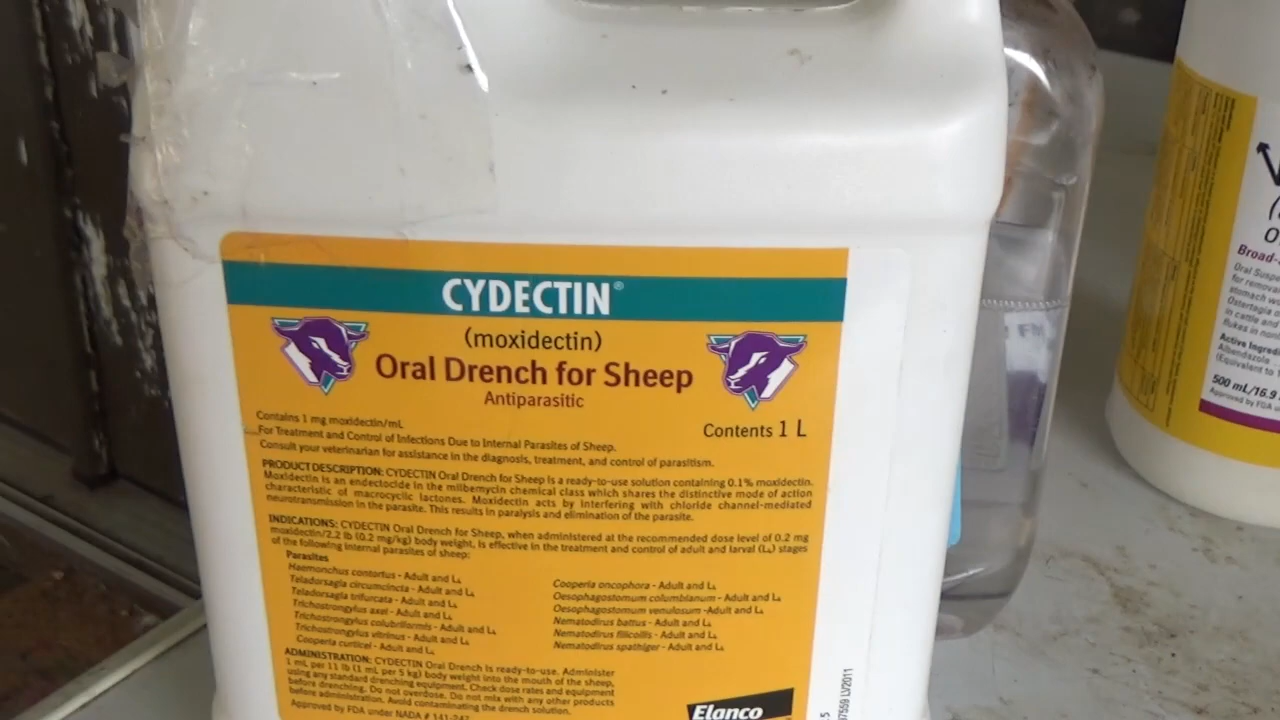 CYDECTIN®
(moxidectin)
Oral Drench for Sheep
Antiparasitic
Contains 1 mg moxidectin/mL
Contents 1 L
For Treatment and Control of Infections Due to Internal Parasites of Sheep.
Consult your veterinarian for assistance in the diagnosis, treatment, and control of parasitism.
PRODUCT DESCRIPTION: CYDECTIN Oral Drench for Sheep is a ready-to-use solution containing 0.1% moxidectin.
Moxidectin is an endectocide in the milbemycin chemical class which shares the distinctive mode of action
characteristic of macrocyclic lactones. Moxidectin acts by interfering with chloride channel-mediated
neurotransmission in the parasite. This results in paralysis and elimination of the parasite.
INDICATIONS: CYDECTIN Oral Drench for Sheep, when administered at the recommended dose level of 0.2 mg
moxidectin/2.2 lb (0.2 mg/kg) body weight, is effective in the treatment and control of adult and larval (L₄) stages
of the following internal parasites of sheep:
Parasites
Haemonchus contortus - Adult and L₄
Teladorsagia circumcincta - Adult and L₄
Teladorsagia trifurcata - Adult and L₄
Trichostrongylus axei - Adult and L₄
Trichostrongylus colubriformis - Adult and L₄
Trichostrongylus vitrinus - Adult and L₄
Cooperia curticei - Adult and L₄
Cooperia oncophora - Adult and L₄
Oesophagostomum columbianum - Adult and L₄
Oesophagostomum venulosum -Adult and L₄
Nematodirus battus - Adult and L₄
Nematodirus filicollis - Adult and L₄
Nematodirus spathiger - Adult and L₄
ADMINISTRATION: CYDECTIN Oral Drench is ready-to-use. Administer
1 mL per 11 lb (1 mL per 5 kg) body weight into the mouth of the sheep,
using any standard drenching equipment. Check dose rates and equipment
before drenching. Do not overdose. Do not mix with any other products
before administration. Avoid contaminating the drench solution.
Approved by FDA under NADA # 141-247
Elanco
LV2011
Broad-
Oral Susp
for remova
stomach w
Ostertagia o
in cattle and
flukes in non
Active Ingredi
Albendazole
(Equivalent to 1
500 mL/16.9
Approved by FDA